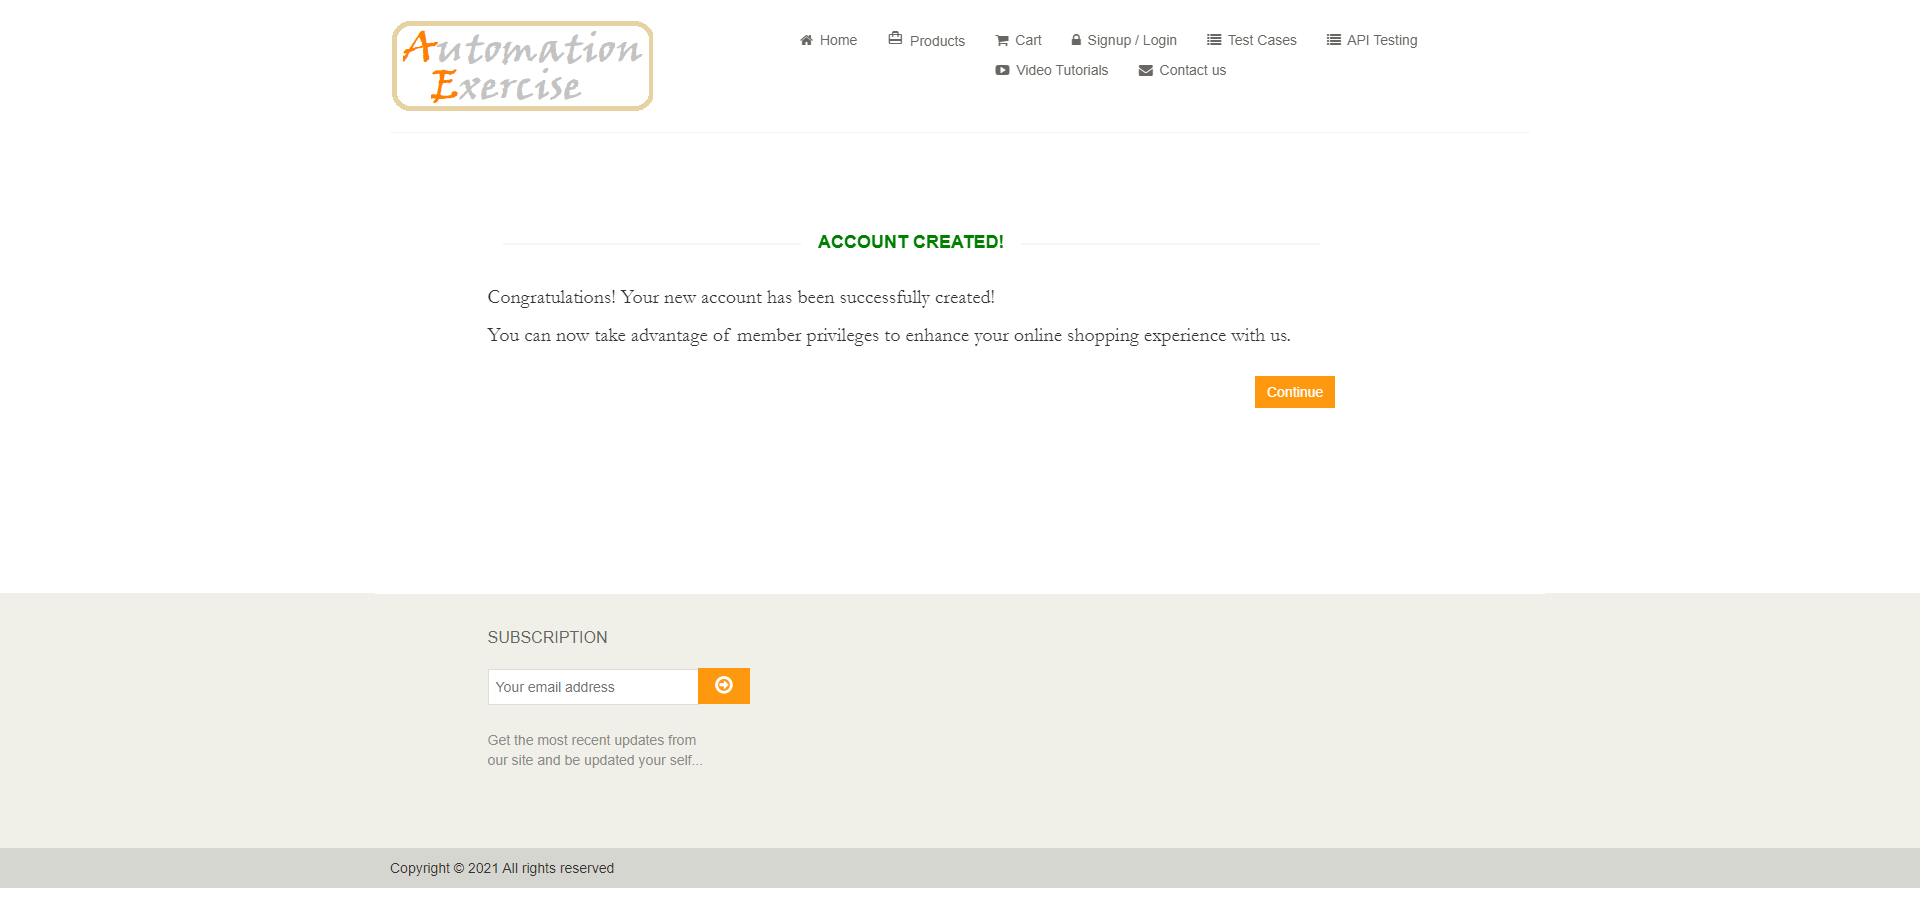 Automation
Exercise
Home
Products
Cart
Signup / Login
Test Cases
API Testing
Video Tutorials
Contact us
ACCOUNT CREATED!
Congratulations! Your new account has been successfully created!
You can now take advantage of member privileges to enhance your online shopping experience with us.
Continue
SUBSCRIPTION
Your email address
Get the most recent updates from
our site and be updated your self...
Copyright © 2021 All rights reserved